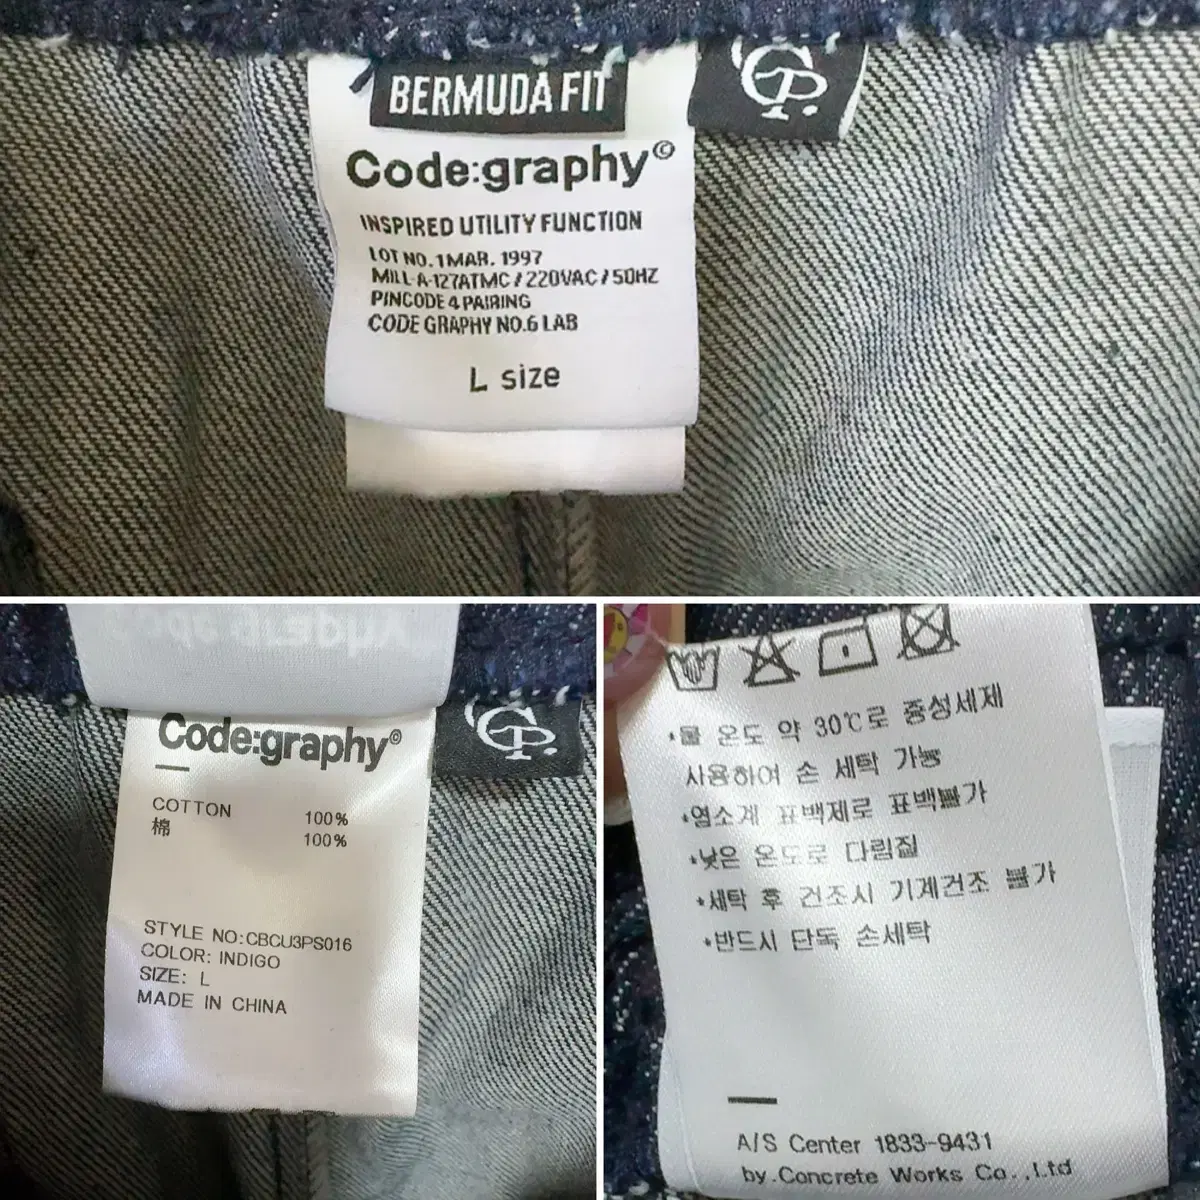 BERMUDA FIT
CP.
Code:graphy©
INSPIRED UTILITY FUNCTION
LOT NO. 1 MAR. 1997
MILL-A-127ATMC / 220VAC / 50HZ
PINCODE 4 PAIRING
CODE GRAPHY NO.6 LAB
L size
Code:graphy©
CP.
COTTON 100%
棉 100%
STYLE NO:CBCU3PS016
COLOR: INDIGO
SIZE: L
MADE IN CHINA
*물 온도 약 30℃로 중성세제
사용하여 손 세탁 가능
*염소계 표백제로 표백불가
*낮은 온도로 다림질
*세탁 후 건조시 기계건조 불가
*반드시 단독 손세탁
A/S Center 1833-9431
by.Concrete Works Co.,Ltd